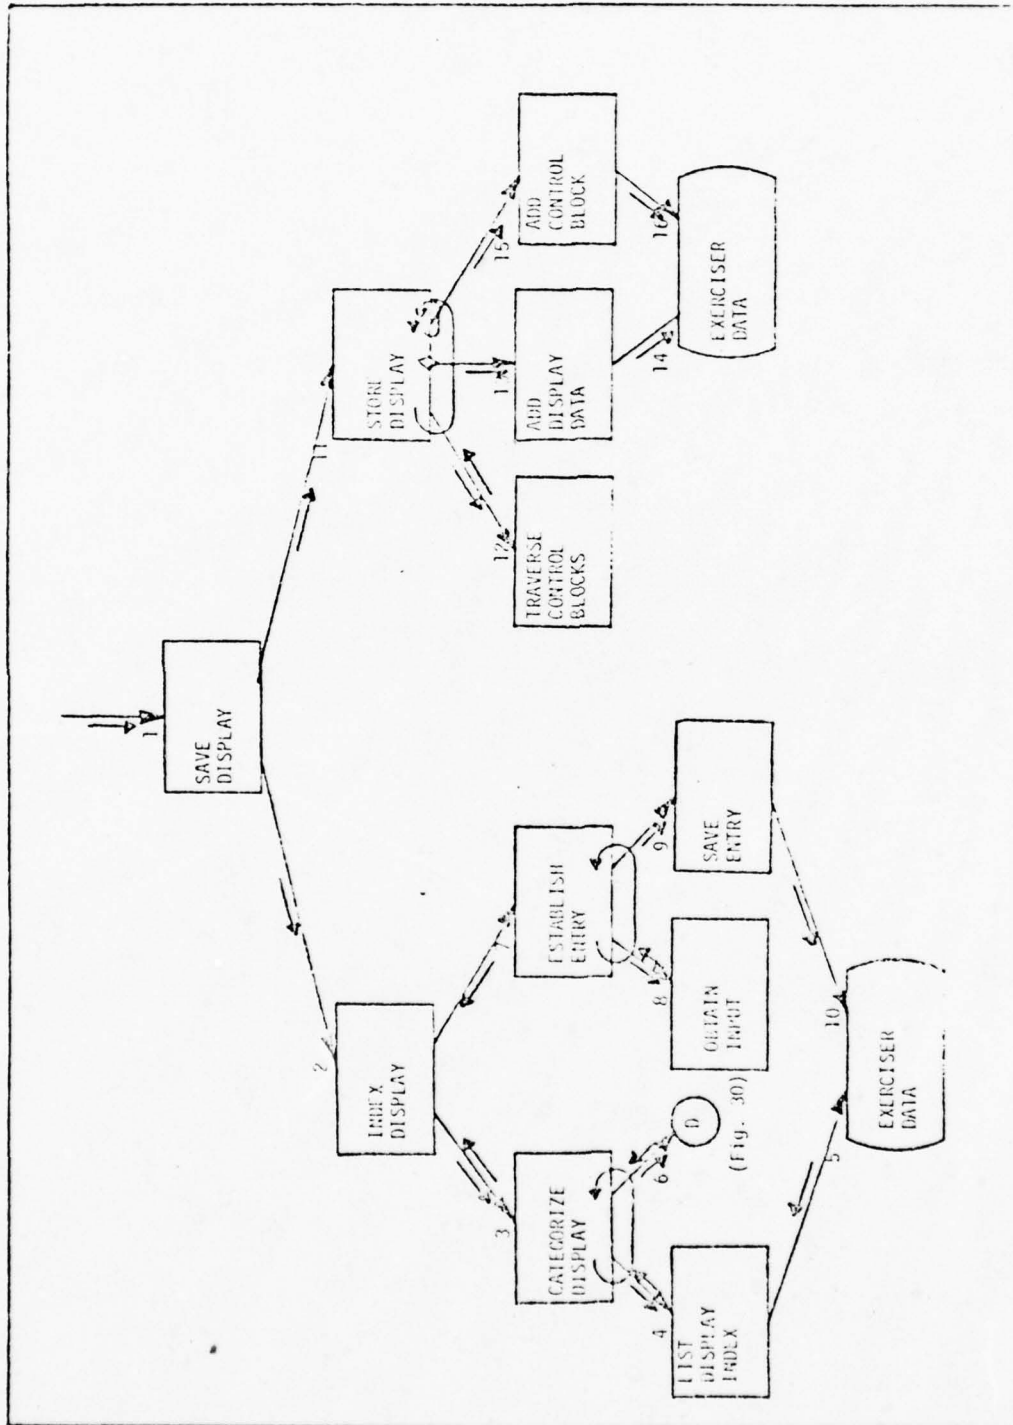 1
SAVE
DISPLAY
2
INDEX
DISPLAY
11
STORE
DISPLAY
3
CATEGORIZE
DISPLAY
7
ESTABLISH
ENTRY
12
TRAVERSE
CONTROL
BLOCKS
ADD
DISPLAY
DATA
15
ADD
CONTROL
BLOCK
4
LIST
DISPLAY
INDEX
6
D
(Fig. 30)
8
OBTAIN
INPUT
9
SAVE
ENTRY
14
16
EXERCISER
DATA
5
10
EXERCISER
DATA